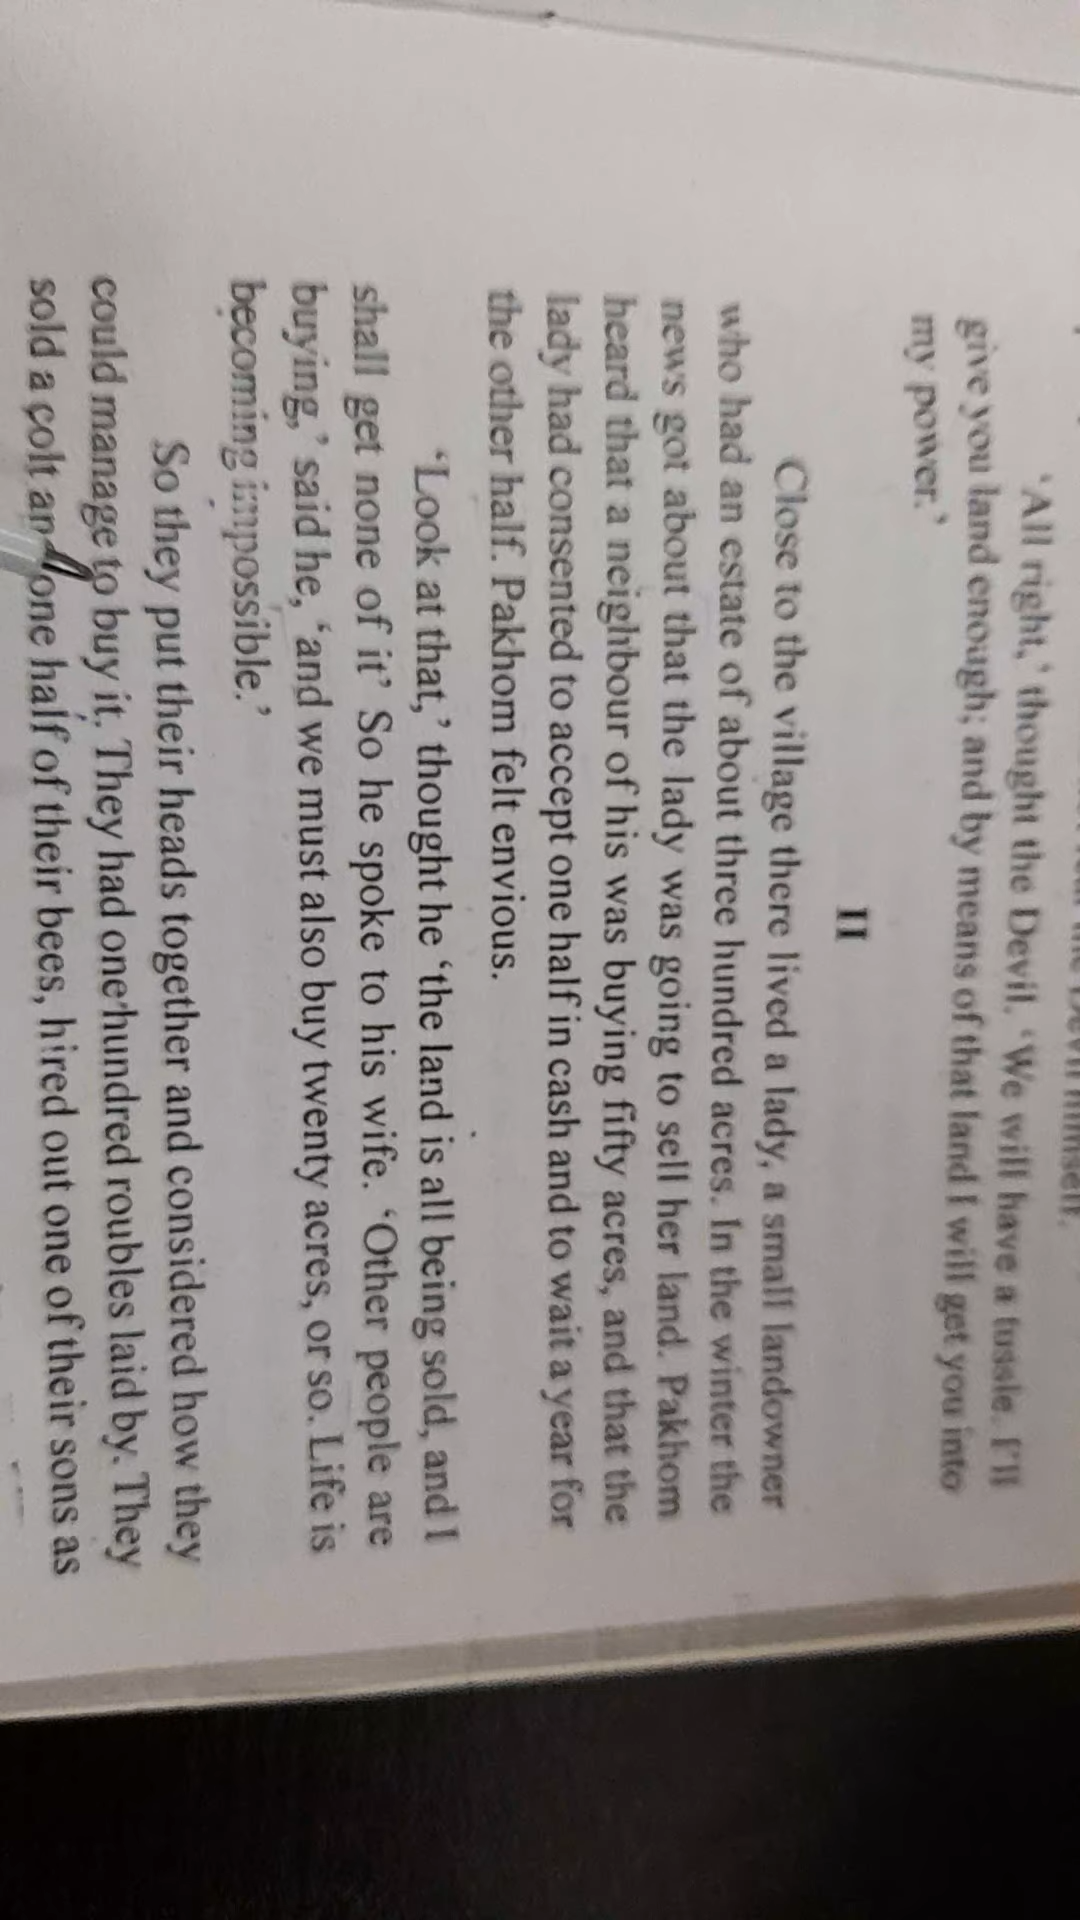 himself.
'All right,' thought the Devil. 'We will have a tussle. I'll
give you land enough; and by means of that land I will get you into
my power.'
II
Close to the village there lived a lady, a small landowner
who had an estate of about three hundred acres. In the winter the
news got about that the lady was going to sell her land. Pakhom
heard that a neighbour of his was buying fifty acres, and that the
lady had consented to accept one half in cash and to wait a year for
the other half. Pakhom felt envious.
'Look at that,' thought he 'the land is all being sold, and I
shall get none of it' So he spoke to his wife. 'Other people are
buying,' said he, 'and we must also buy twenty acres, or so. Life is
becoming impossible.'
So they put their heads together and considered how they
could manage to buy it. They had one hundred roubles laid by. They
sold a colt and one half of their bees, hired out one of their sons as